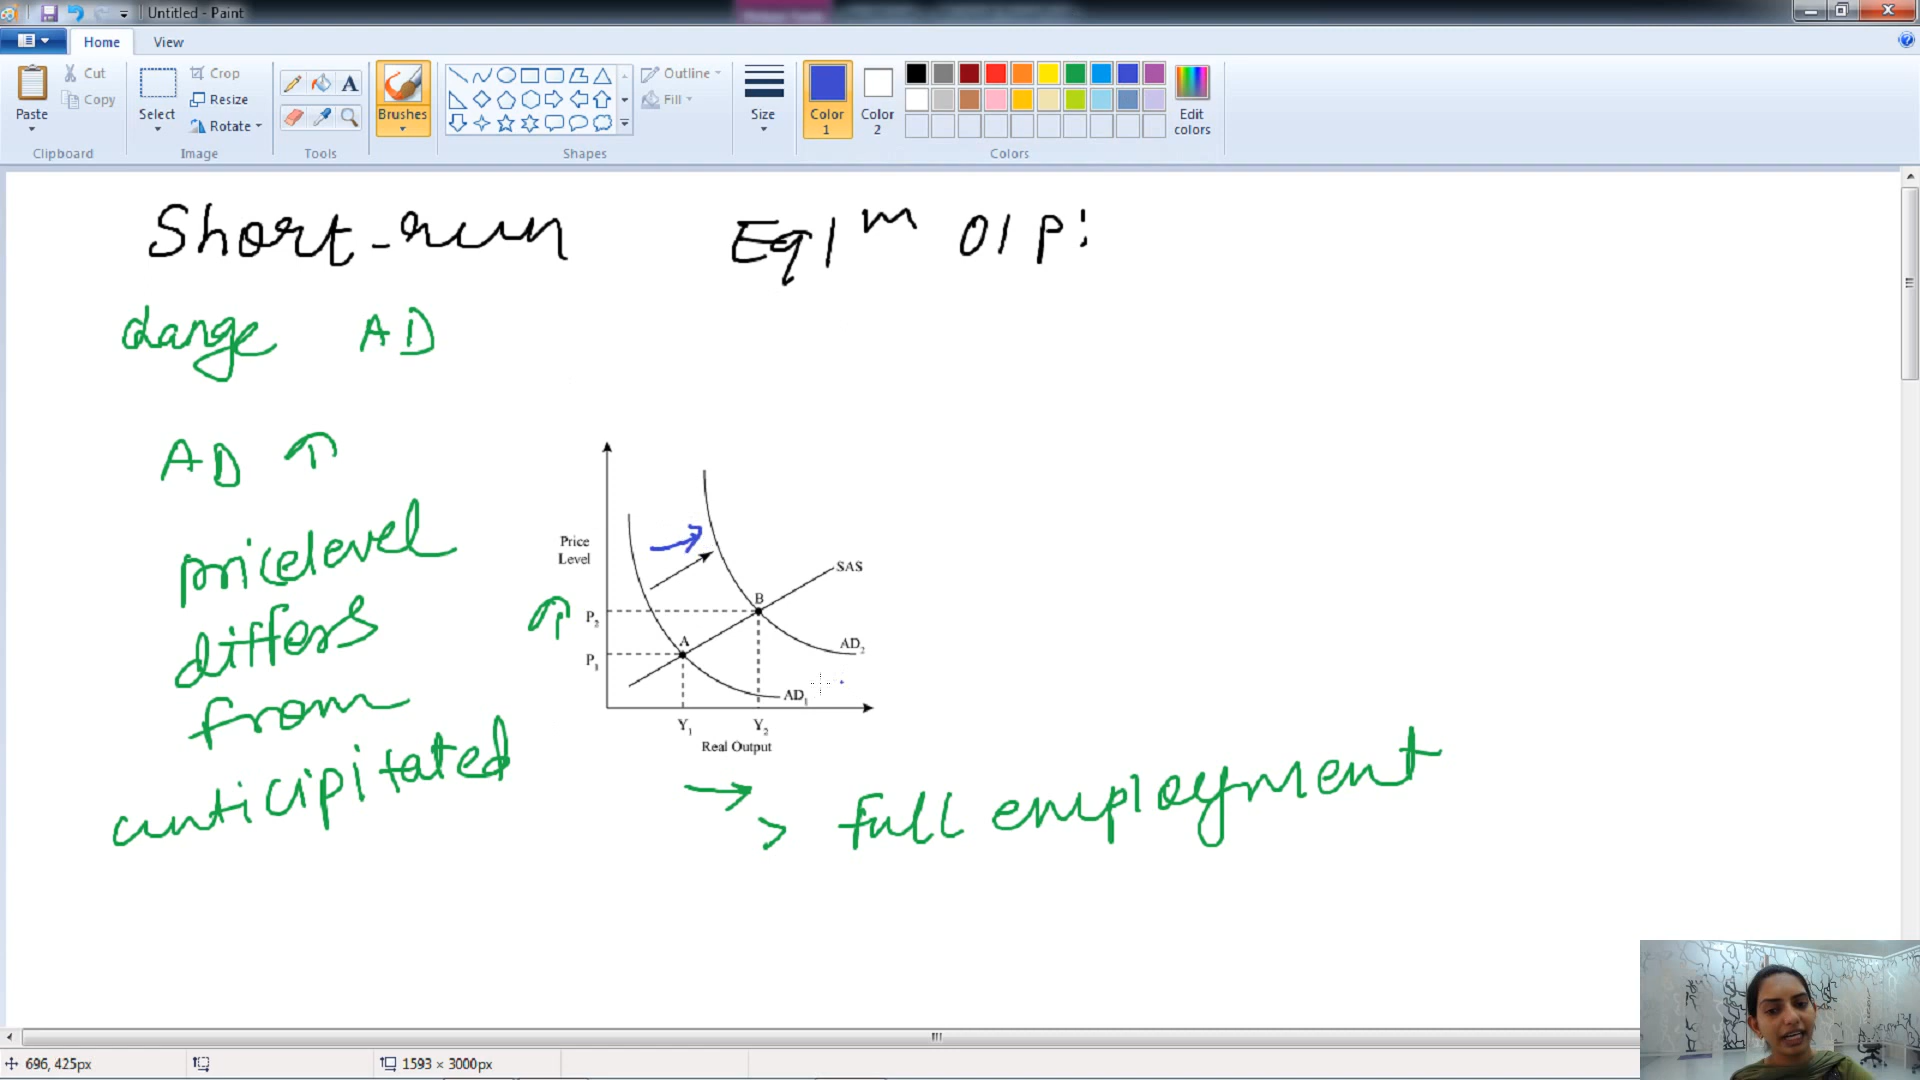 Untitled - Paint
Home View
Cut
Copy
Paste
Clipboard
Select
Crop
Resize
Rotate
Image
Tools
Brushes
Shapes
Outline
Fill
Size
Color 1
Color 2
Edit colors
Colors
Short-run Eqlm O/P:
AD
AD ↑
pricelevel
differs
from
anticipitated
Price
Level
P2
P1
A
B
SAS
AD2
AD1
Y1 Y2
Real Output
→
> full employment
696, 425px
1593 × 3000px